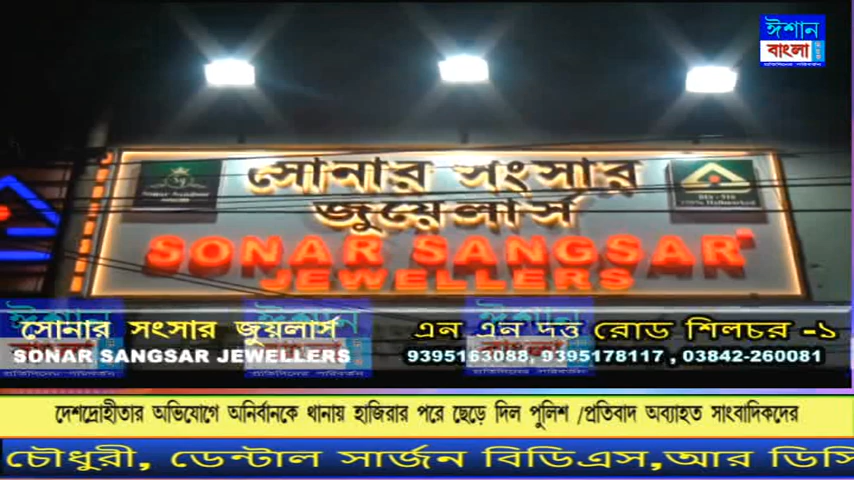 ঈশান
বাংলা
সোনার সংসার
জুয়েলার্স
SONAR SANGSAR
JEWELLERS
সোনার সংসার জুয়লার্স
এন এন দত্ত রোড শিলচর -১
SONAR SANGSAR JEWELLERS
9395163088, 9395178117 , 03842-260081
দেশদ্রোহীতার অভিযোগে অনির্বানকে থানায় হাজিরার পরে ছেড়ে দিল পুলিশ /প্রতিবাদ অব্যাহত সাংবাদিকদের
চৌধুরী, ডেন্টাল সার্জন বিডিএস,আর ডিসি